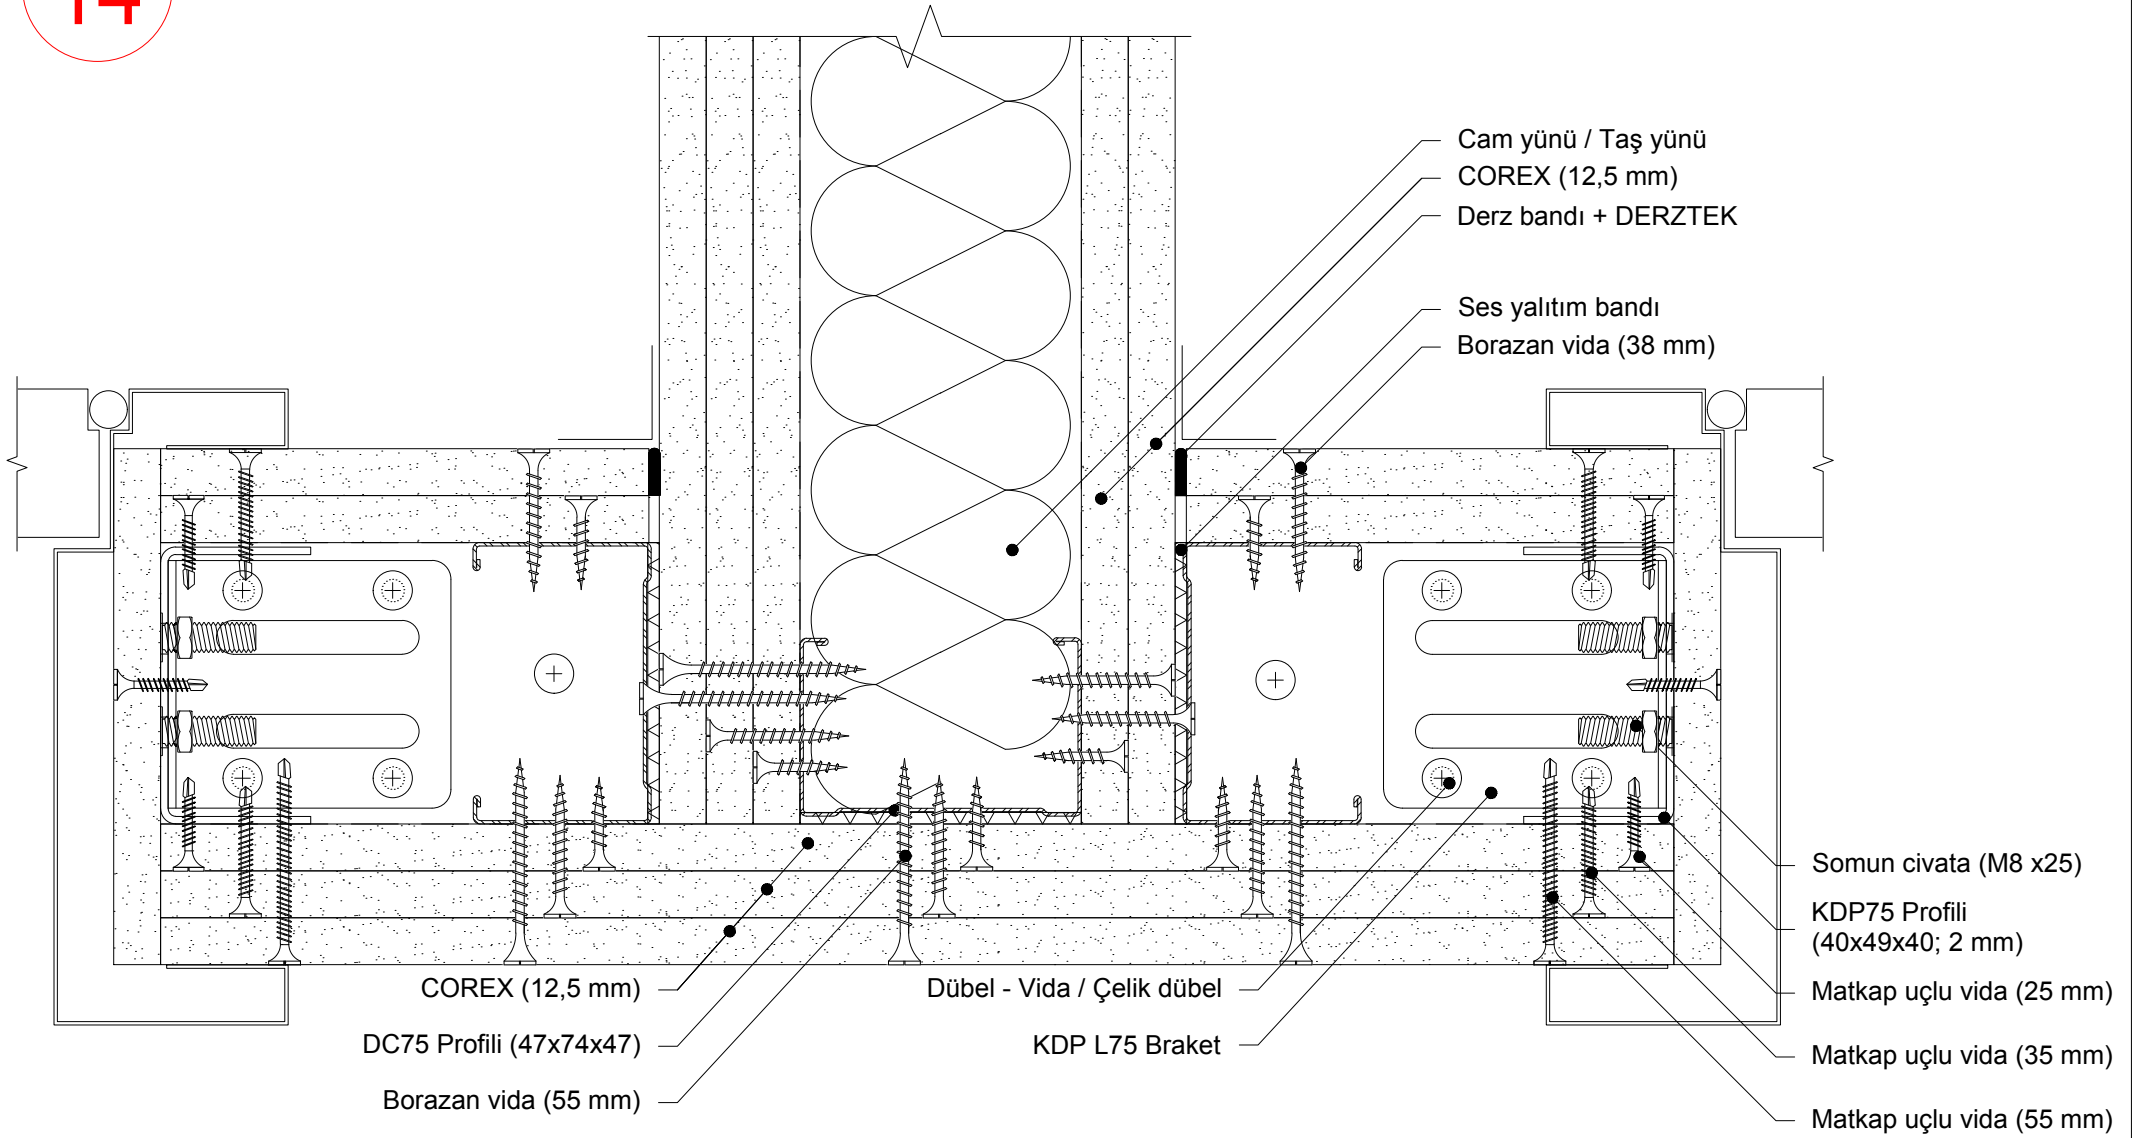 14
Cam yünü / Taş yünü
COREX (12,5 mm)
Derz bandı + DERZTEK
Ses yalıtım bandı
Borazan vida (38 mm)
COREX (12,5 mm)
DC75 Profili (47x74x47)
Borazan vida (55 mm)
Dübel - Vida / Çelik dübel
KDP L75 Braket
Somun civata (M8 x25)
KDP75 Profili
(40x49x40; 2 mm)
Matkap uçlu vida (25 mm)
Matkap uçlu vida (35 mm)
Matkap uçlu vida (55 mm)